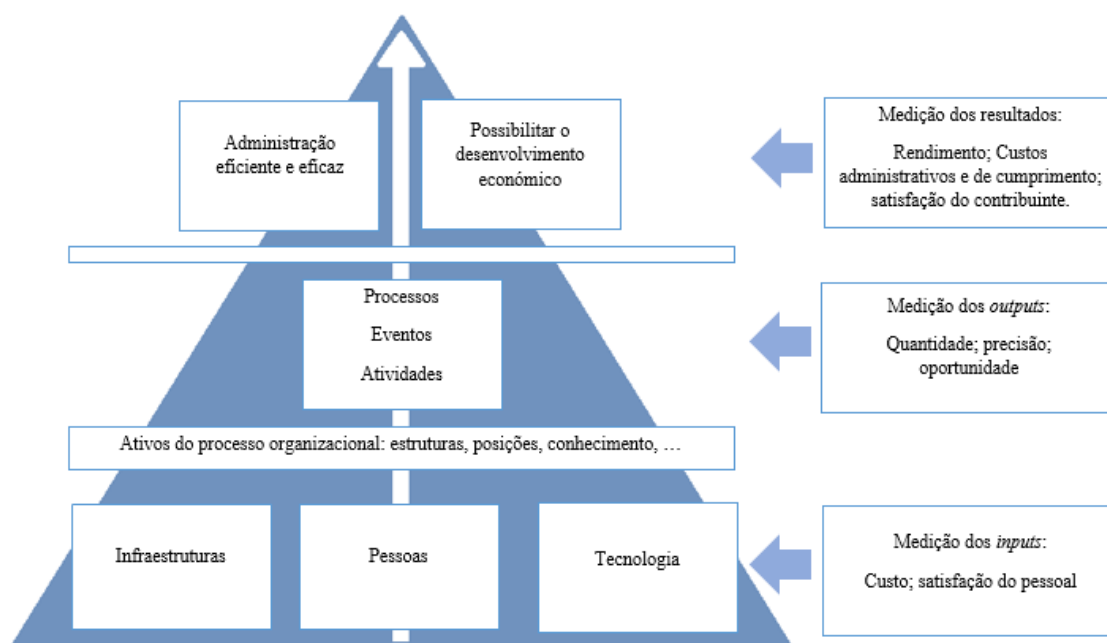 Administração
eficiente e eficaz
Possibilitar o
desenvolvimento
económico
Medição dos resultados:
Rendimento; Custos
administrativos e de cumprimento;
satisfação do contribuinte.
Processos
Eventos
Atividades
Medição dos outputs:
Quantidade; precisão;
oportunidade
Ativos do processo organizacional: estruturas, posições, conhecimento, …
Infraestruturas
Pessoas
Tecnologia
Medição dos inputs:
Custo; satisfação do pessoal